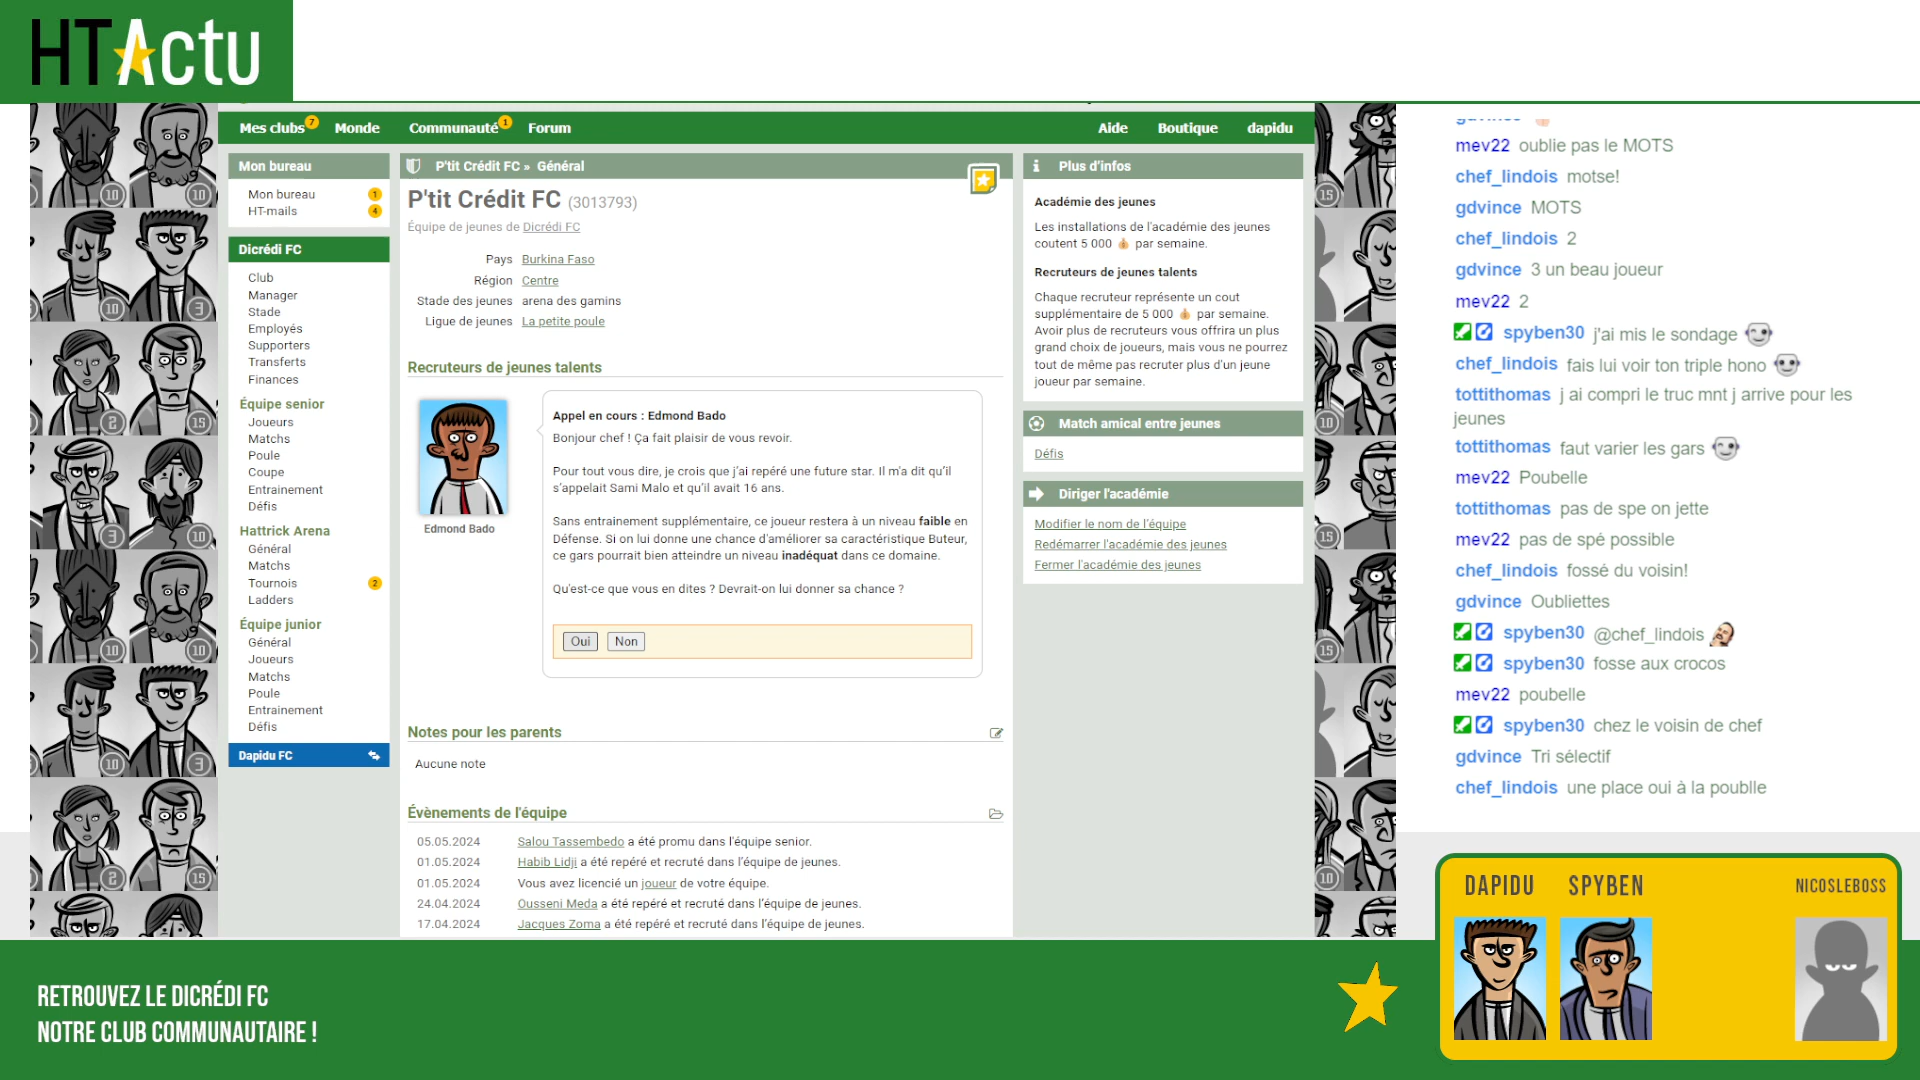 HTActu
Mes clubs 7
Monde
Communauté 1
Forum
Aide
Boutique
dapidu
Mon bureau
Mon bureau 1
HT-mails 4
Dicrédi FC
Club
Manager
Stade
Employés
Supporters
Transferts
Finances
Équipe senior
Joueurs
Matchs
Poule
Coupe
Entrainement
Défis
Hattrick Arena
Général
Matchs
Tournois 2
Ladders
Équipe junior
Général
Joueurs
Matchs
Poule
Entrainement
Défis
Dapidu FC
P'tit Crédit FC » Général
P'tit Crédit FC (3013793)
Équipe de jeunes de Dicrédi FC
Pays Burkina Faso
Région Centre
Stade des jeunes arena des gamins
Ligue de jeunes La petite poule
Recruteurs de jeunes talents
Edmond Bado
Appel en cours : Edmond Bado
Bonjour chef ! Ça fait plaisir de vous revoir.
Pour tout vous dire, je crois que j'ai repéré une future star. Il m'a dit qu'il
s'appelait Sami Malo et qu'il avait 16 ans.
Sans entrainement supplémentaire, ce joueur restera à un niveau faible en
Défense. Si on lui donne une chance d'améliorer sa caractéristique Buteur,
ce gars pourrait bien atteindre un niveau inadéquat dans ce domaine.
Qu'est-ce que vous en dites ? Devrait-on lui donner sa chance ?
Oui Non
Notes pour les parents
Aucune note
Évènements de l'équipe
05.05.2024 Salou Tassembedo a été promu dans l'équipe senior.
01.05.2024 Habib Lidji a été repéré et recruté dans l'équipe de jeunes.
01.05.2024 Vous avez licencié un joueur de votre équipe.
24.04.2024 Ousseni Meda a été repéré et recruté dans l'équipe de jeunes.
17.04.2024 Jacques Zoma a été repéré et recruté dans l'équipe de jeunes.
Plus d'infos
Académie des jeunes
Les installations de l'académie des jeunes
coutent 5 000 par semaine.
Recruteurs de jeunes talents
Chaque recruteur représente un cout
supplémentaire de 5 000 par semaine.
Avoir plus de recruteurs vous offrira un plus
grand choix de joueurs, mais vous ne pourrez
tout de même pas recruter plus d'un jeune
joueur par semaine.
Match amical entre jeunes
Défis
Diriger l'académie
Modifier le nom de l'équipe
Redémarrer l'académie des jeunes
Fermer l'académie des jeunes
gdvince
mev22 oublie pas le MOTS
chef_lindois motse!
gdvince MOTS
chef_lindois 2
gdvince 3 un beau joueur
mev22 2
spyben30 j'ai mis le sondage
chef_lindois fais lui voir ton triple hono
tottithomas j ai compri le truc mnt j arrive pour les
jeunes
tottithomas faut varier les gars
mev22 Poubelle
tottithomas pas de spe on jette
mev22 pas de spé possible
chef_lindois fossé du voisin!
gdvince Oubliettes
spyben30 @chef_lindois
spyben30 fosse aux crocos
mev22 poubelle
spyben30 chez le voisin de chef
gdvince Tri sélectif
chef_lindois une place oui à la poublle
DAPIDU
SPYBEN
NICOSLEBOSS
RETROUVEZ LE DICRÉDI FC
NOTRE CLUB COMMUNAUTAIRE !